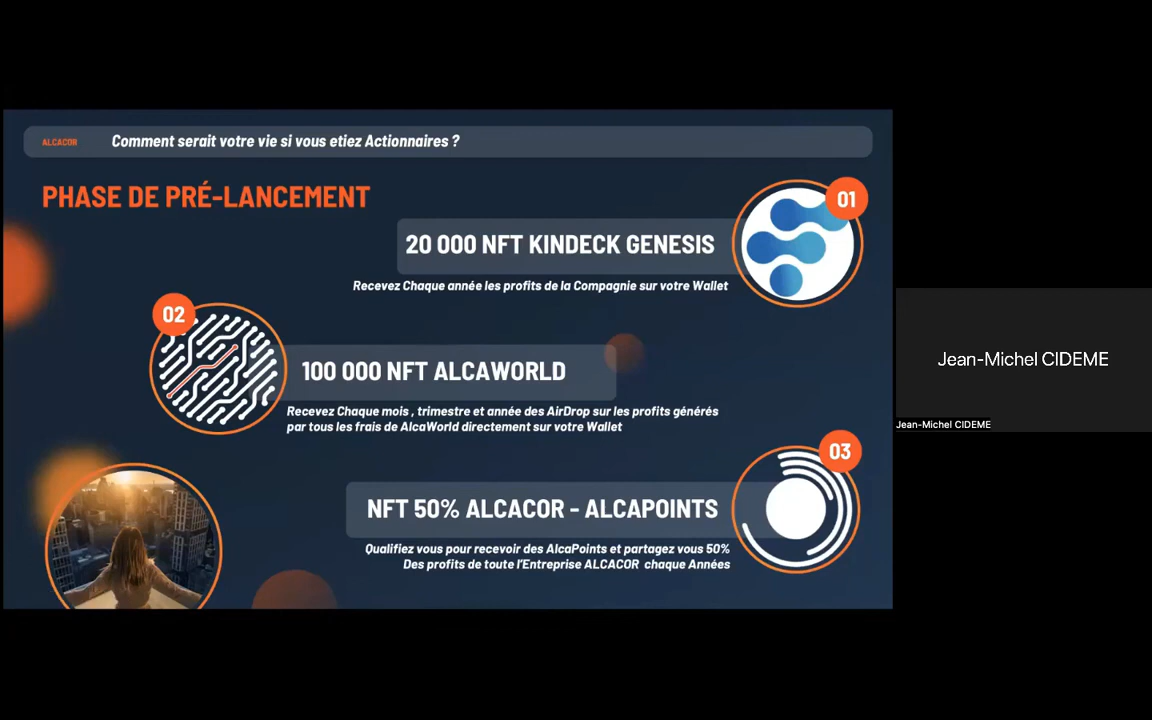 ALCACOR
Comment serait votre vie si vous etiez Actionnaires ?
PHASE DE PRÉ-LANCEMENT
01
20 000 NFT KINDECK GENESIS
Recevez Chaque année les profits de la Compagnie sur votre Wallet
02
100 000 NFT ALCAWORLD
Recevez Chaque mois , trimestre et année des AirDrop sur les profits générés
par tous les frais de AlcaWorld directement sur votre Wallet
03
NFT 50% ALCACOR - ALCAPOINTS
Qualifiez vous pour recevoir des AlcaPoints et partagez vous 50%
Des profits de toute l'Entreprise ALCACOR chaque Années
Jean-Michel CIDEME
Jean-Michel CIDEME